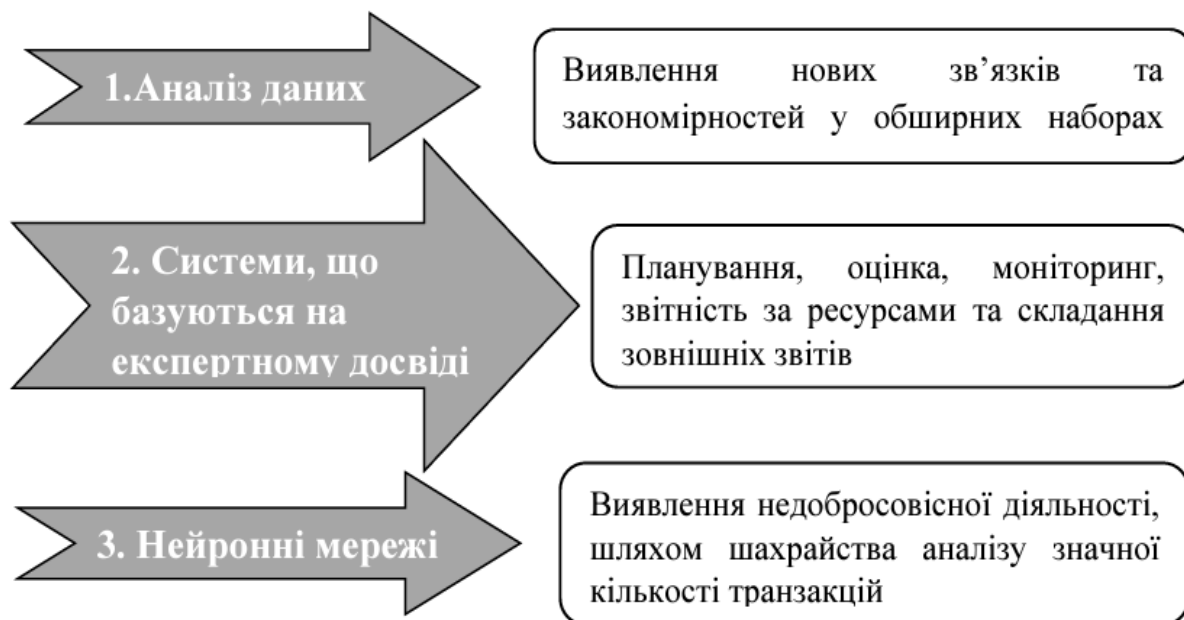 1.Аналіз даних
Виявлення нових зв’язків та
закономірностей у обширних наборах
2. Системи, що
базуються на
експертному досвіді
Планування, оцінка, моніторинг,
звітність за ресурсами та складання
зовнішніх звітів
3. Нейронні мережі
Виявлення недобросовісної діяльності,
шляхом шахрайства аналізу значної
кількості транзакцій